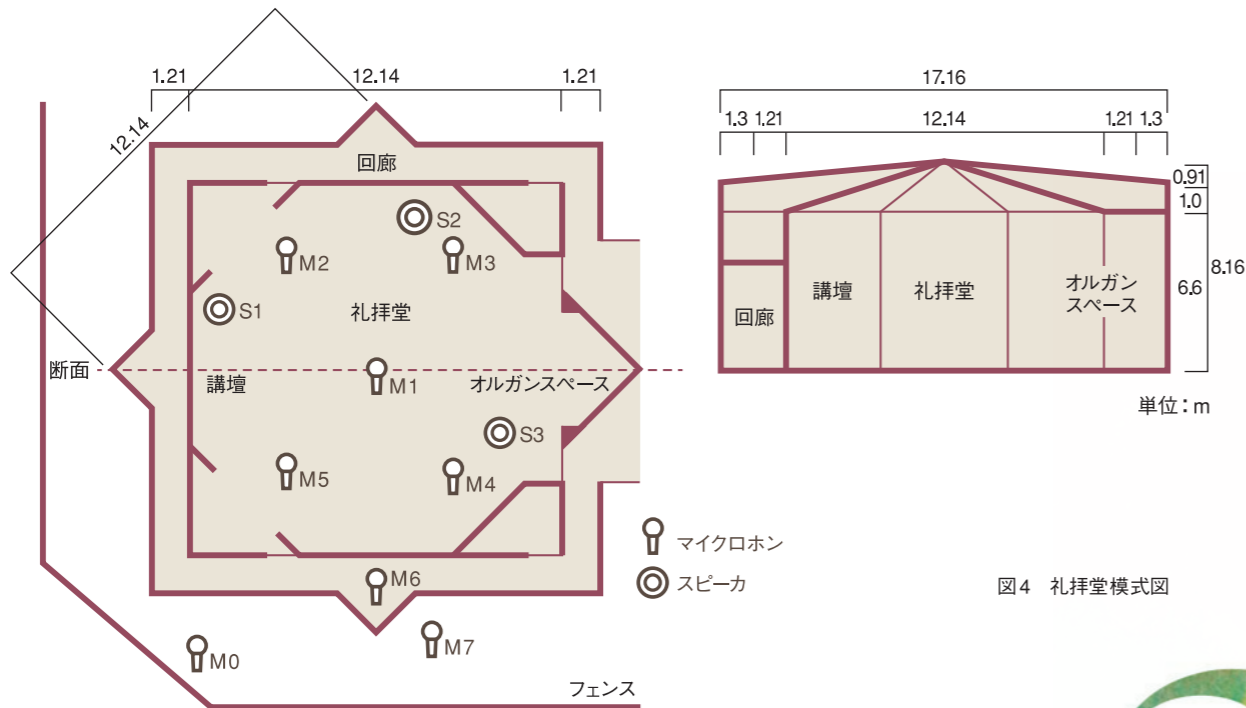 1.21
12.14
1.21
12.14
回廊
S2
M2
M3
S1
礼拝堂
断面
講壇
M1
オルガンスペース
S3
M5
M4
M6
M0
M7
フェンス
マイクロホン
スピーカ
17.16
1.3
1.21
12.14
1.21
1.3
0.91
1.0
8.16
6.6
講壇
礼拝堂
オルガン
スペース
回廊
単位：m
図4 礼拝堂模式図